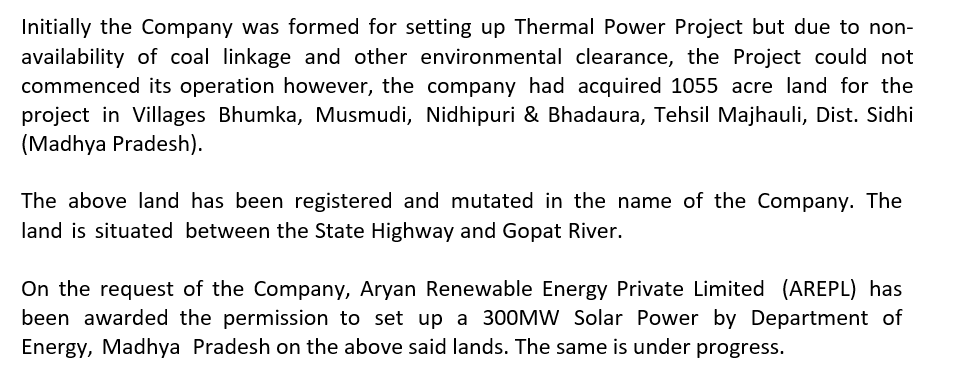 Initially the Company was formed for setting up Thermal Power Project but due to non-
availability of coal linkage and other environmental clearance, the Project could not
commenced its operation however, the company had acquired 1055 acre land for the
project in Villages Bhumka, Musmudi, Nidhipuri & Bhadaura, Tehsil Majhauli, Dist. Sidhi
(Madhya Pradesh).
The above land has been registered and mutated in the name of the Company. The
land is situated between the State Highway and Gopat River.
On the request of the Company, Aryan Renewable Energy Private Limited (AREPL) has
been awarded the permission to set up a 300MW Solar Power by Department of
Energy, Madhya Pradesh on the above said lands. The same is under progress.